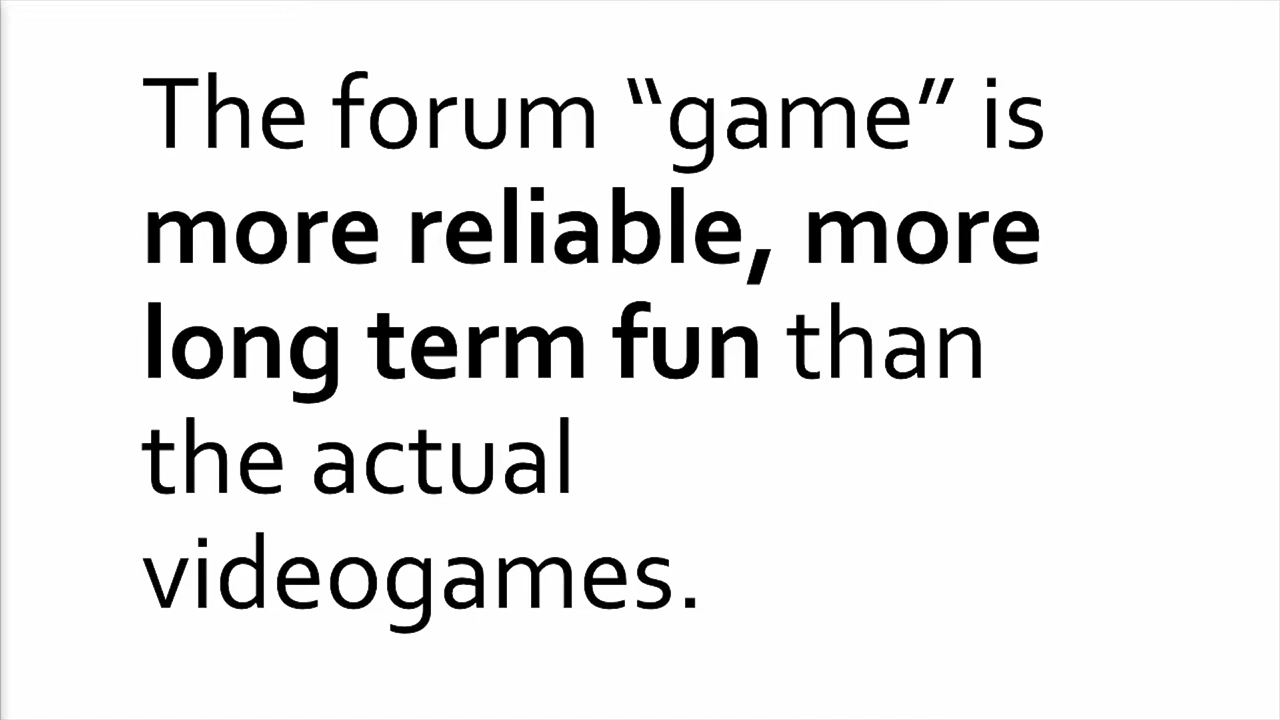 The forum “game” is
more reliable, more
long term fun than
the actual
videogames.